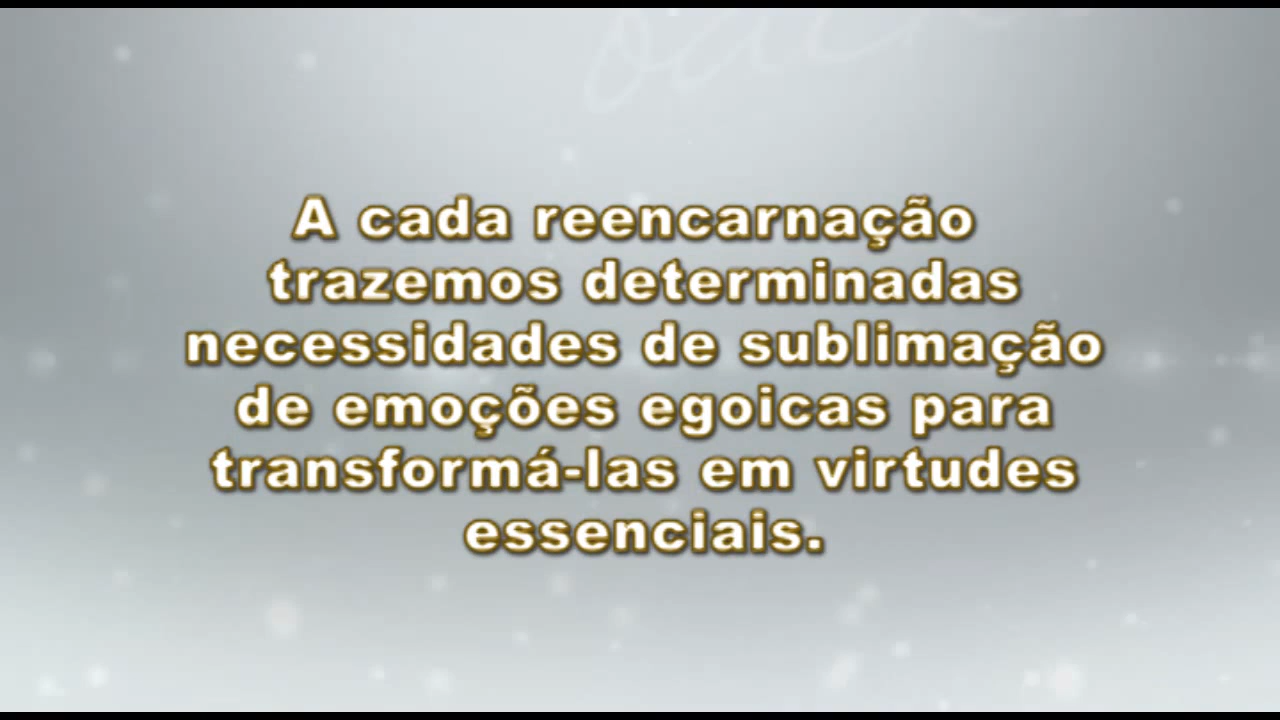 A cada reencarnação
trazemos determinadas
necessidades de sublimação
de emoções egoicas para
transformá-las em virtudes
essenciais.